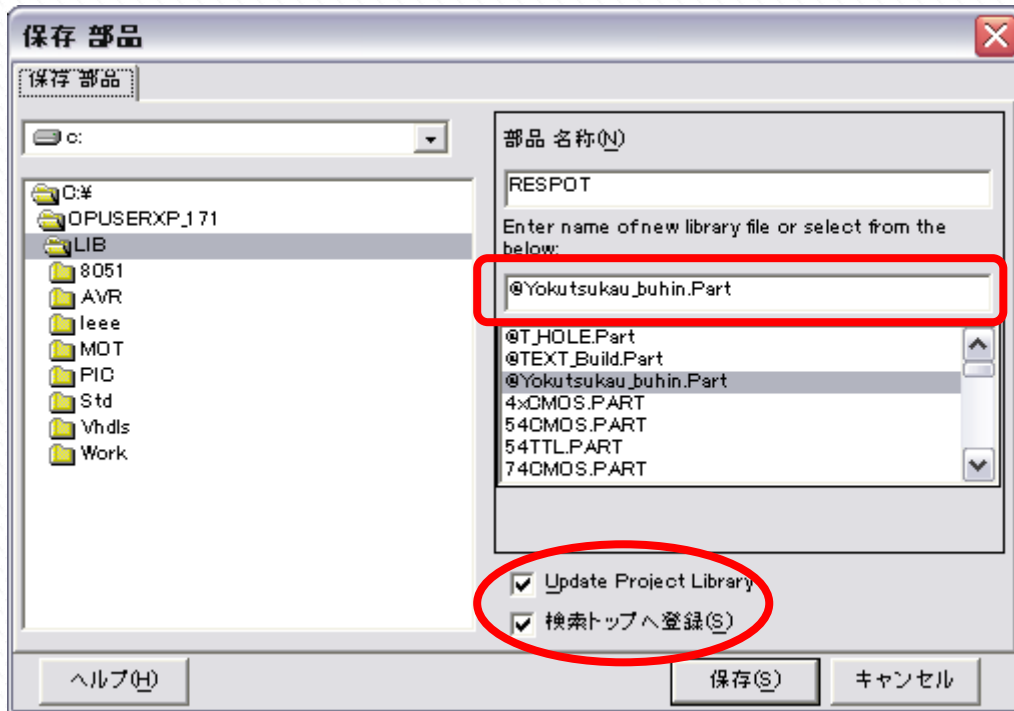 保存 部品
保存 部品
c:
C:¥
OPUSERXP_171
LIB
8051
AVR
Ieee
MOT
PIC
Std
Vhdls
Work
部品 名称(N)
RESPOT
Enter name of new library file or select from the
below:
@Yokutsukau_buhin.Part
@T_HOLE.Part
@TEXT_Build.Part
@Yokutsukau_buhin.Part
4xCMOS.PART
54CMOS.PART
54TTL.PART
74CMOS.PART
Update Project Library
検索トップへ登録(S)
ヘルプ(H)
保存(S)
キャンセル